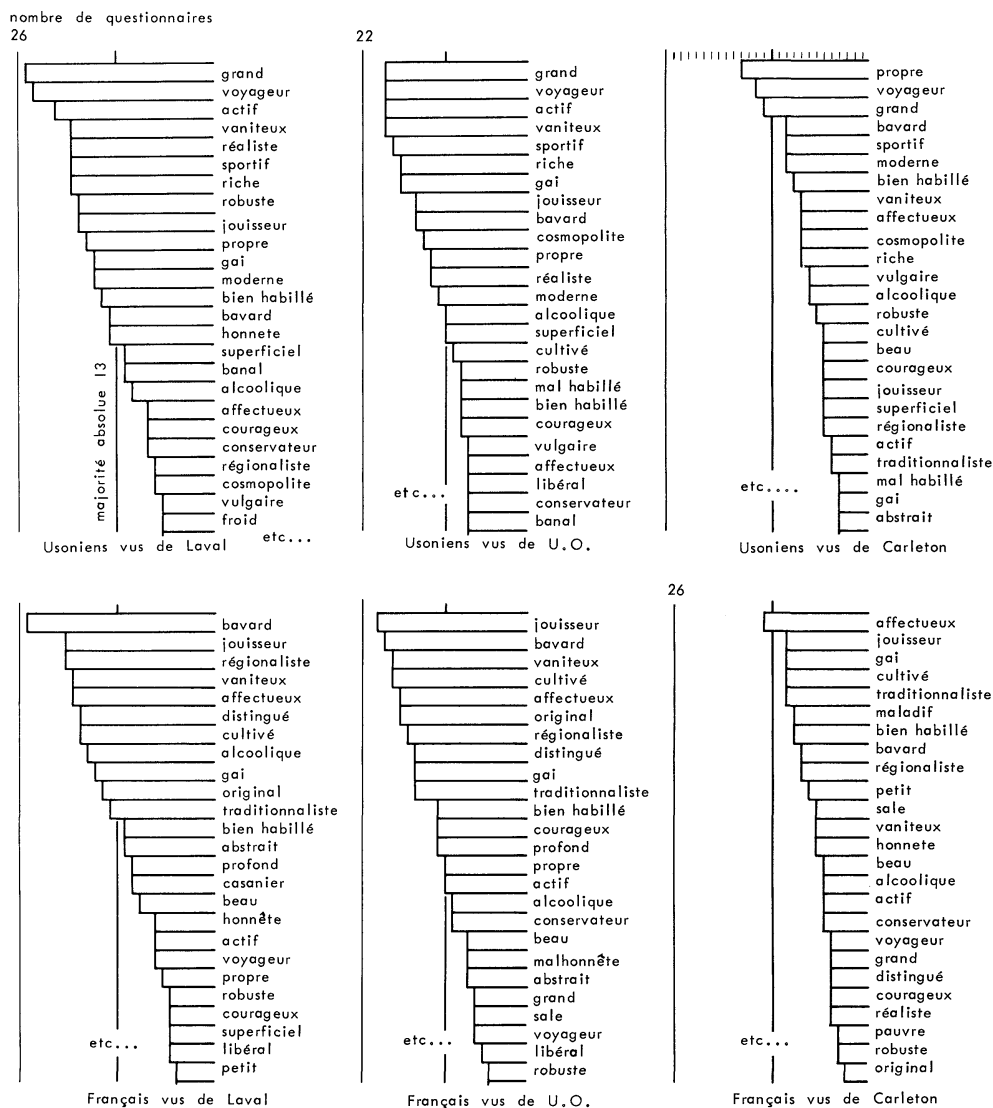 nombre de questionnaires
26
grand
voyageur
actif
vaniteux
réaliste
sportif
riche
robuste
jouisseur
propre
gai
moderne
bien habillé
bavard
honnete
superficiel
banal
alcoolique
affectueux
courageux
conservateur
régionaliste
cosmopolite
vulgaire
froid
etc...
majorité absolue 13
Usoniens vus de Laval
22
grand
voyageur
actif
vaniteux
sportif
riche
gai
jouisseur
bavard
cosmopolite
propre
réaliste
moderne
alcoolique
superficiel
cultivé
robuste
mal habillé
bien habillé
courageux
vulgaire
affectueux
libéral
conservateur
banal
etc...
Usoniens vus de U.O.
propre
voyageur
grand
bavard
sportif
moderne
bien habillé
vaniteux
affectueux
cosmopolite
riche
vulgaire
alcoolique
robuste
cultivé
beau
courageux
jouisseur
superficiel
régionaliste
actif
traditionnaliste
mal habillé
gai
abstrait
etc....
Usoniens vus de Carleton
bavard
jouisseur
régionaliste
vaniteux
affectueux
distingué
cultivé
alcoolique
gai
original
traditionnaliste
bien habillé
abstrait
profond
casanier
beau
honnête
actif
voyageur
propre
robuste
courageux
superficiel
libéral
petit
etc...
Français vus de Laval
jouisseur
bavard
vaniteux
cultivé
affectueux
original
régionaliste
distingué
gai
traditionnaliste
bien habillé
courageux
profond
propre
actif
alcoolique
conservateur
beau
malhonnête
abstrait
grand
sale
voyageur
libéral
robuste
etc...
Français vus de U.O.
26
affectueux
jouisseur
gai
cultivé
traditionnaliste
maladif
bien habillé
bavard
régionaliste
petit
sale
vaniteux
honnete
beau
alcoolique
actif
conservateur
voyageur
grand
distingué
courageux
réaliste
pauvre
robuste
original
etc...
Français vus de Carleton